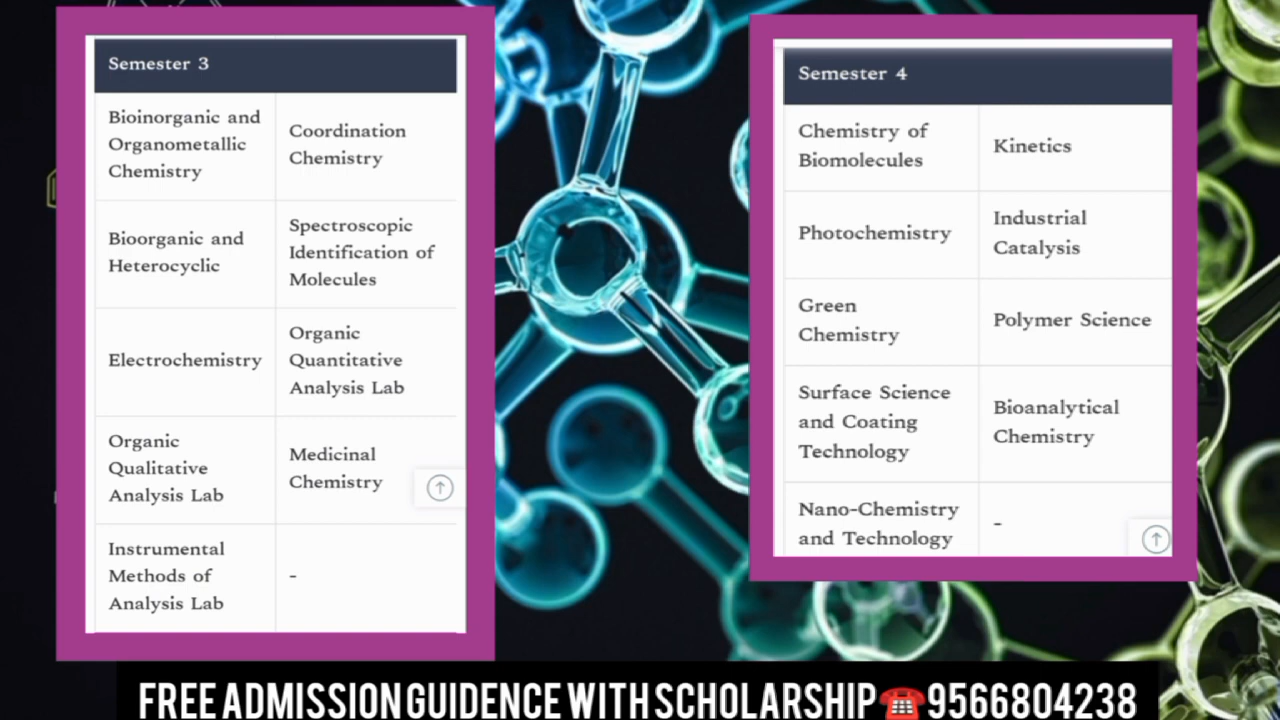 Semester 3
Bioinorganic and
Organometallic
Chemistry
Coordination
Chemistry
Bioorganic and
Heterocyclic
Spectroscopic
Identification of
Molecules
Electrochemistry
Organic
Quantitative
Analysis Lab
Organic
Qualitative
Analysis Lab
Medicinal
Chemistry
Instrumental
Methods of
Analysis Lab
-
Semester 4
Chemistry of
Biomolecules
Kinetics
Photochemistry
Industrial
Catalysis
Green
Chemistry
Polymer Science
Surface Science
and Coating
Technology
Bioanalytical
Chemistry
Nano-Chemistry
and Technology
-
FREE ADMISSION GUIDENCE WITH SCHOLARSHIP ☎️9566804238